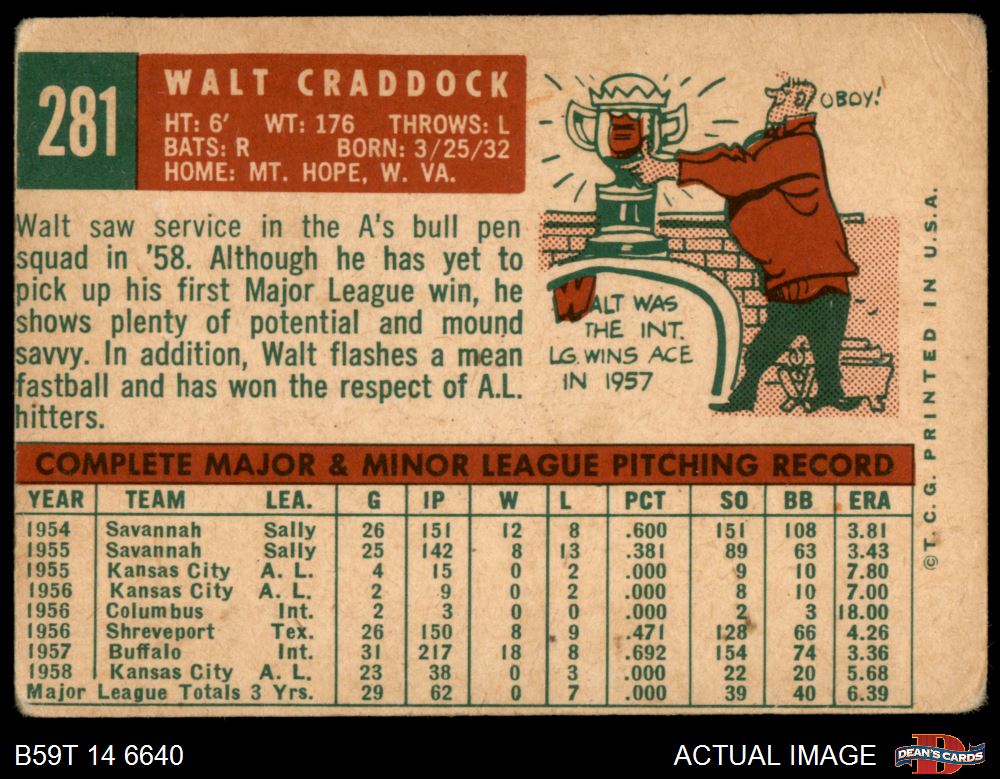 281
WALT CRADDOCK
HT: 6' WT: 176 THROWS: L
BATS: R BORN: 3/25/32
HOME: MT. HOPE, W. VA.
OBOY!
Walt saw service in the A's bull pen
squad in '58. Although he has yet to
pick up his first Major League win, he
shows plenty of potential and mound
savvy. In addition, Walt flashes a mean
fastball and has won the respect of A.L.
hitters.
WALT WAS
THE INT.
LG. WINS ACE
IN 1957
©T. C. G. PRINTED IN U.S.A.
COMPLETE MAJOR & MINOR LEAGUE PITCHING RECORD
YEAR TEAM LEA. G IP W L PCT SO BB ERA
1954 Savannah Sally 26 151 12 8 .600 151 108 3.81
1955 Savannah Sally 25 142 8 13 .381 89 63 3.43
1955 Kansas City A. L. 4 15 0 2 .000 9 10 7.80
1956 Kansas City A. L. 2 9 0 2 .000 8 10 7.00
1956 Columbus Int. 2 3 0 0 .000 2 3 18.00
1956 Shreveport Tex. 26 150 8 9 .471 128 66 4.26
1957 Buffalo Int. 31 217 18 8 .692 154 74 3.36
1958 Kansas City A. L. 23 38 0 3 .000 22 20 5.68
Major League Totals 3 Yrs. 29 62 0 7 .000 39 40 6.39
B59T 14 6640
ACTUAL IMAGE
DEAN'S CARDS